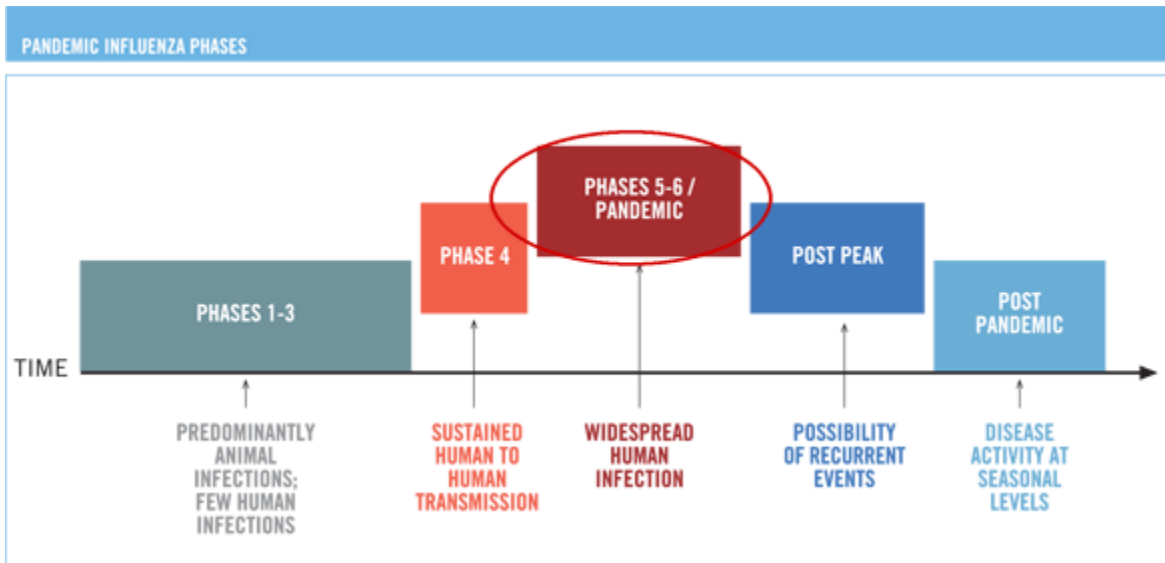 PANDEMIC INFLUENZA PHASES
PHASES 5-6 /
PANDEMIC
PHASE 4
POST PEAK
PHASES 1-3
POST
PANDEMIC
TIME
PREDOMINANTLY
ANIMAL
INFECTIONS;
FEW HUMAN
INFECTIONS
SUSTAINED
HUMAN TO
HUMAN
TRANSMISSION
WIDESPREAD
HUMAN
INFECTION
POSSIBILITY
OF RECURRENT
EVENTS
DISEASE
ACTIVITY AT
SEASONAL
LEVELS